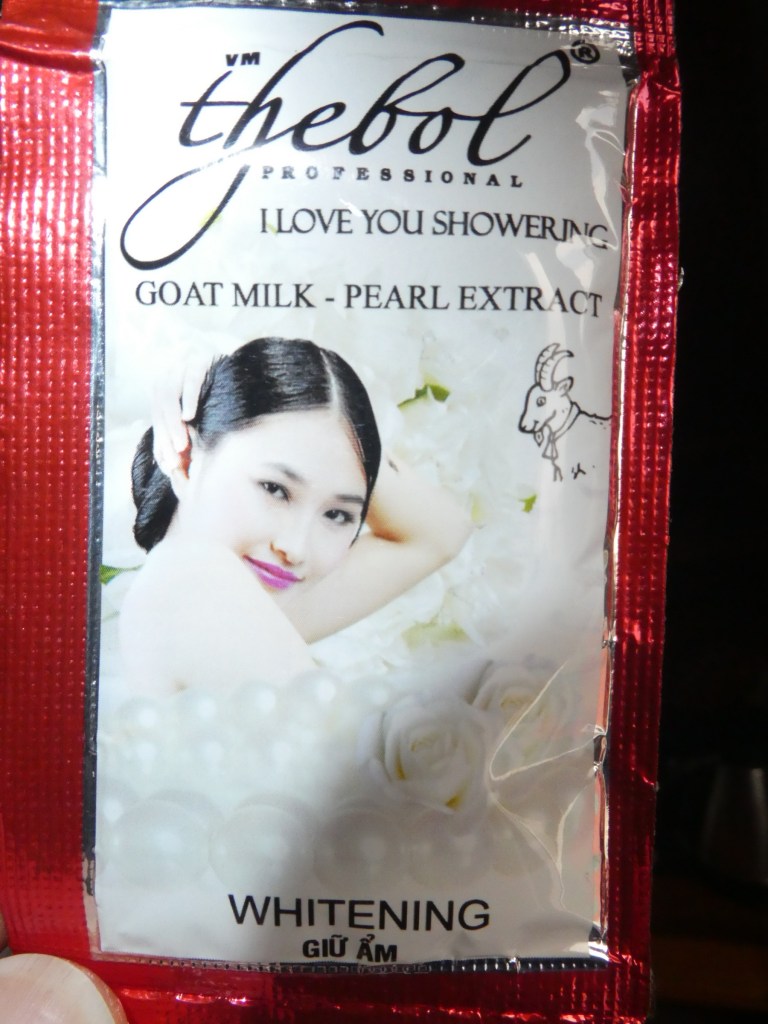 VM
thebol®
PROFESSIONAL
I LOVE YOU SHOWERING
GOAT MILK - PEARL EXTRACT
WHITENING
GIỮ ẨM